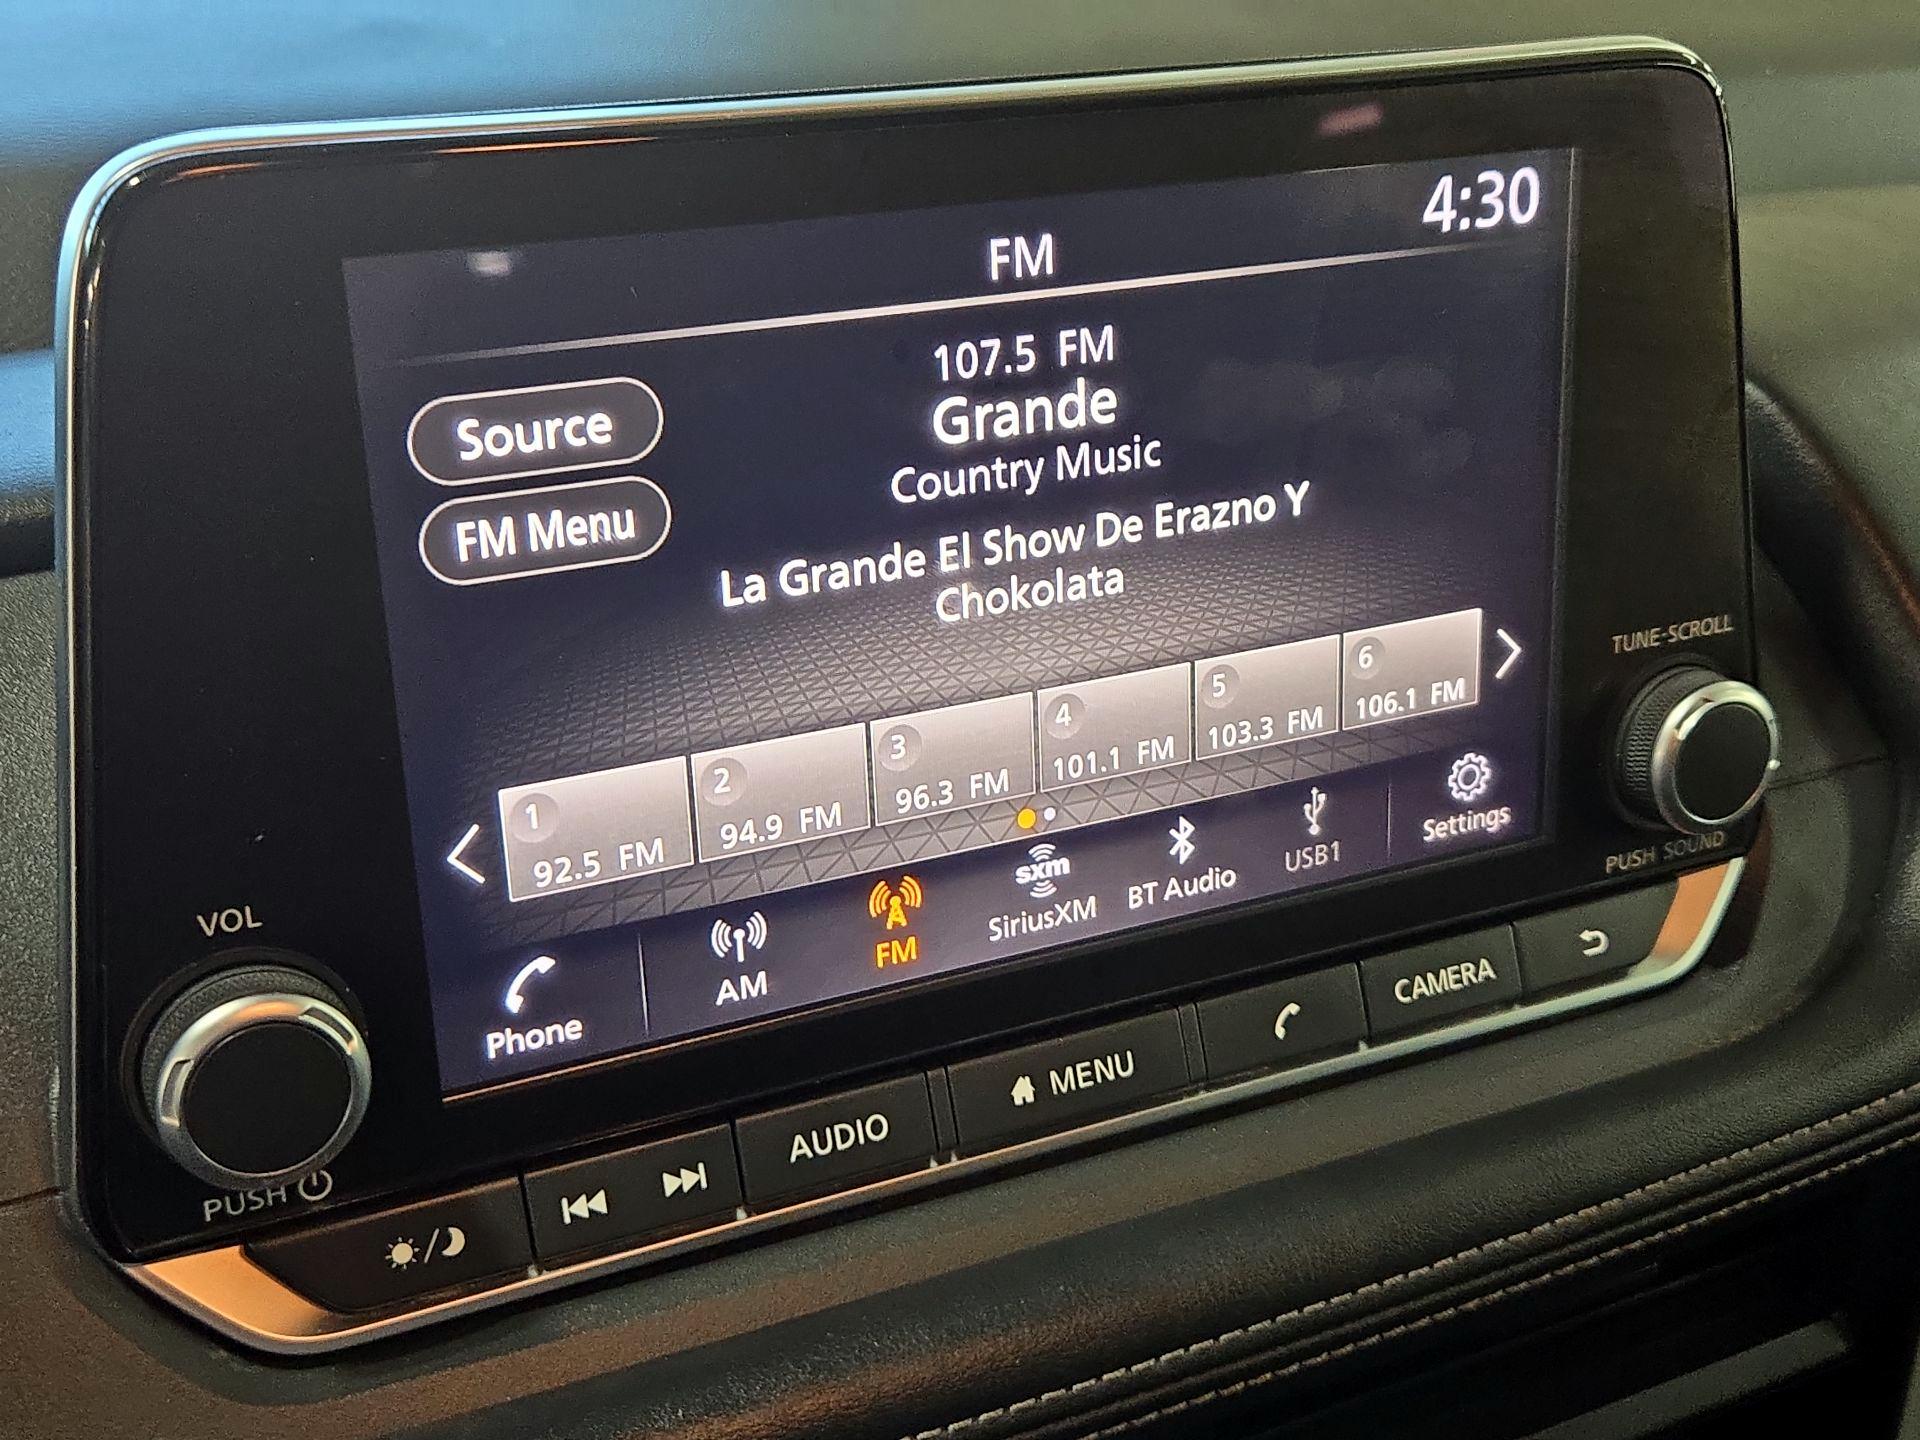 4:30
FM
107.5 FM
Grande
Country Music
La Grande El Show De Erazno Y
Chokolata
Source
FM Menu
1
92.5 FM
2
94.9 FM
3
96.3 FM
4
101.1 FM
5
103.3 FM
6
106.1 FM
Phone
AM
FM
sxm
SiriusXM
BT Audio
USB1
Settings
VOL
PUSH
TUNE·SCROLL
PUSH SOUND
AUDIO
MENU
CAMERA